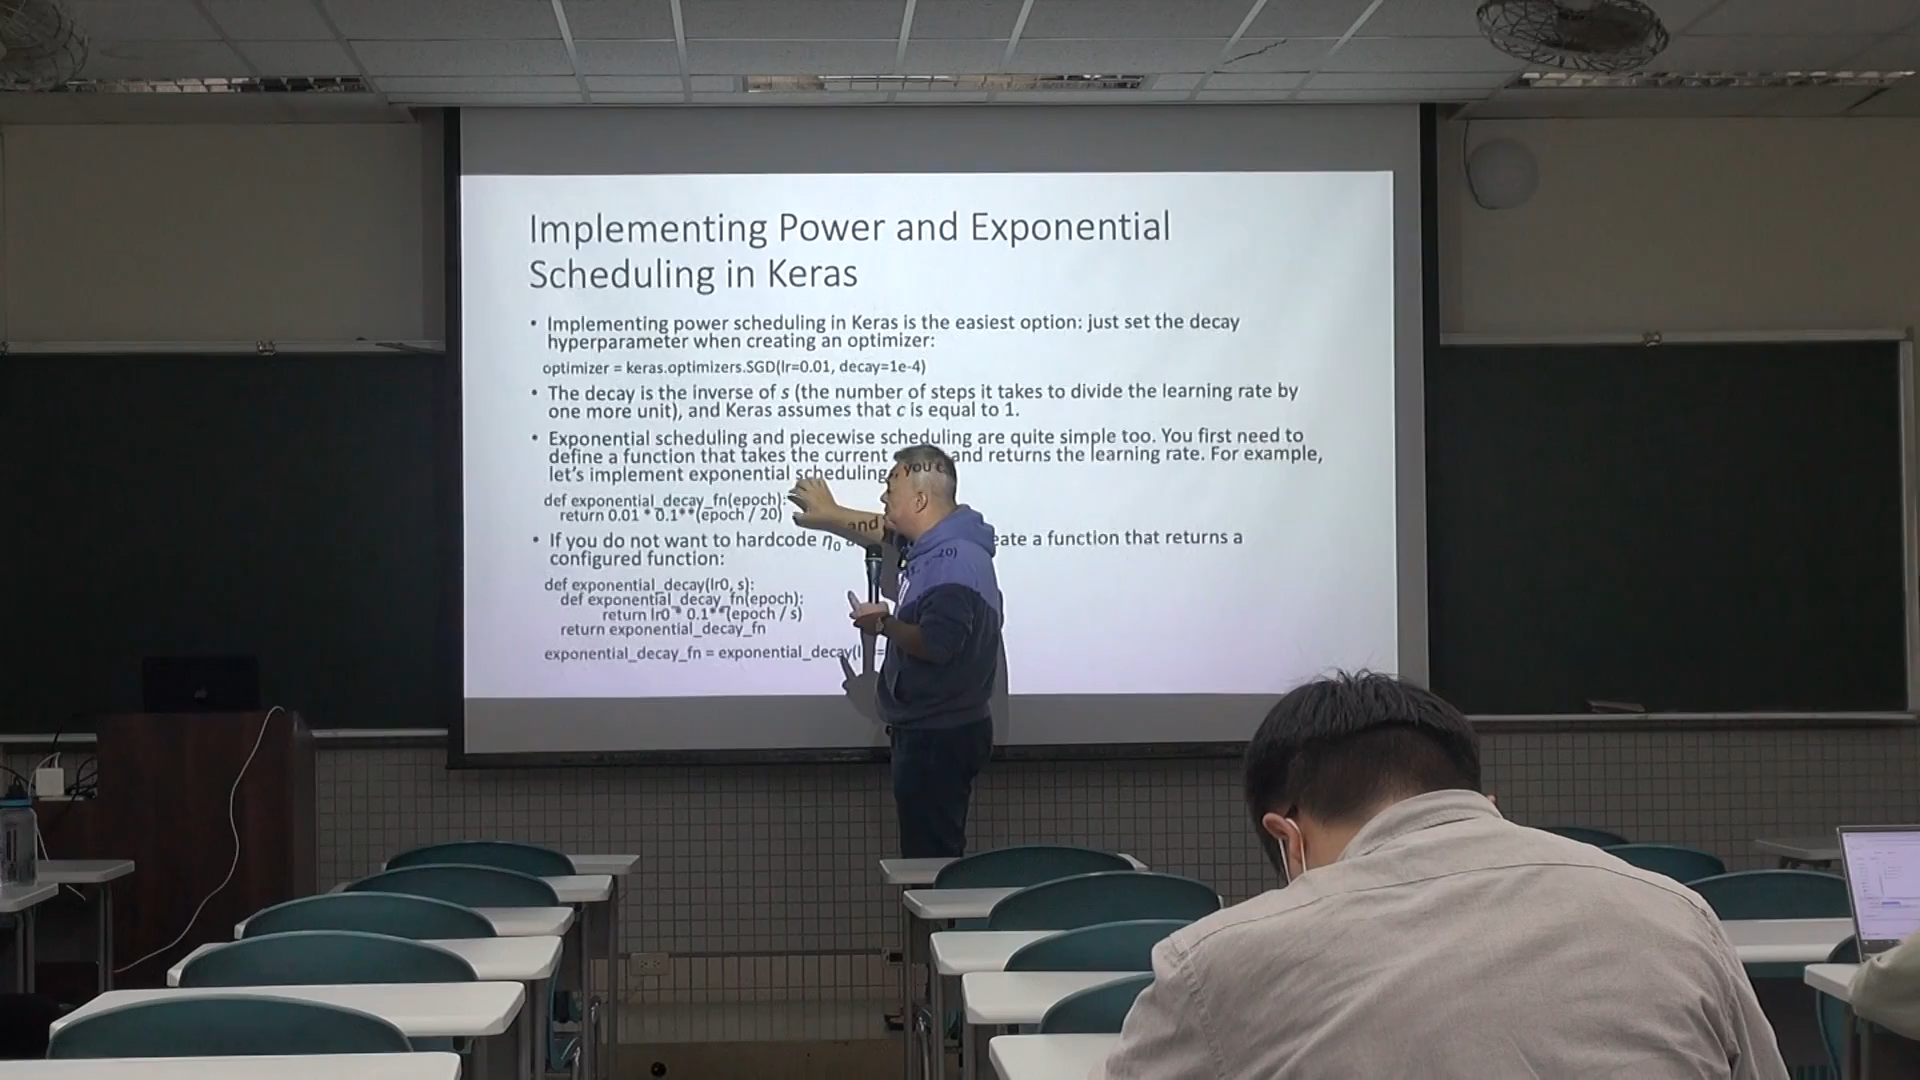 Implementing Power and Exponential
Scheduling in Keras
• Implementing power scheduling in Keras is the easiest option: just set the decay
hyperparameter when creating an optimizer:
optimizer = keras.optimizers.SGD(lr=0.01, decay=1e-4)
• The decay is the inverse of s (the number of steps it takes to divide the learning rate by
one more unit), and Keras assumes that c is equal to 1.
• Exponential scheduling and piecewise scheduling are quite simple too. You first need to
define a function that takes the current and returns the learning rate. For example,
let's implement exponential scheduling
def exponential_decay_fn(epoch):
return 0.01 * 0.1**(epoch / 20)
• If you do not want to hardcode η0 and a function that returns a
configured function:
def exponential_decay(lr0, s):
def exponential_decay_fn(epoch):
return lr0 * 0.1**(epoch / s)
return exponential_decay_fn
exponential_decay_fn = exponential_decay(l = 20)